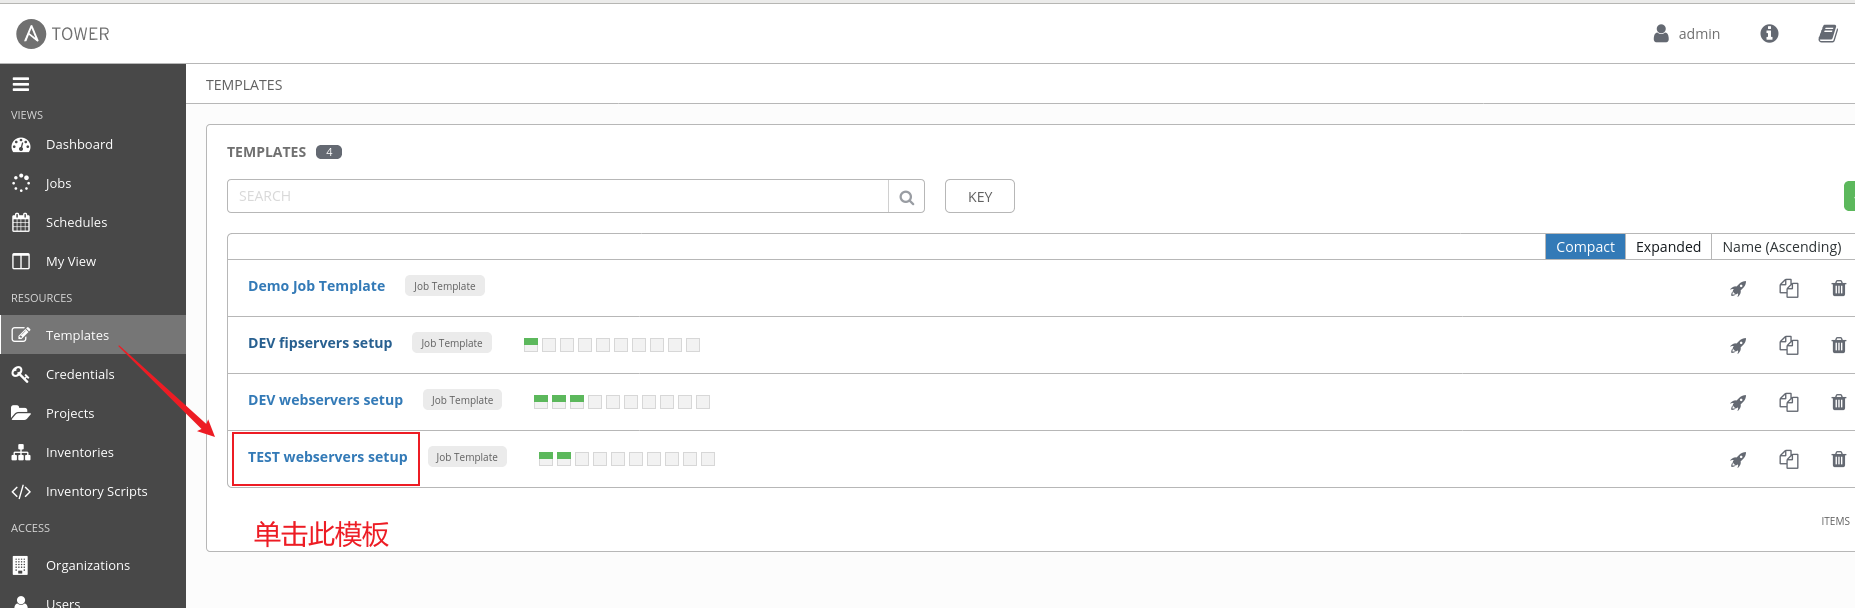 TOWER
admin
VIEWS
Dashboard
Jobs
Schedules
My View
RESOURCES
Templates
Credentials
Projects
Inventories
Inventory Scripts
ACCESS
Organizations
Users
TEMPLATES
TEMPLATES 4
SEARCH
KEY
Compact Expanded Name (Ascending)
Demo Job Template Job Template
DEV fipservers setup Job Template
DEV webservers setup Job Template
TEST webservers setup Job Template
单击此模板
ITEMS